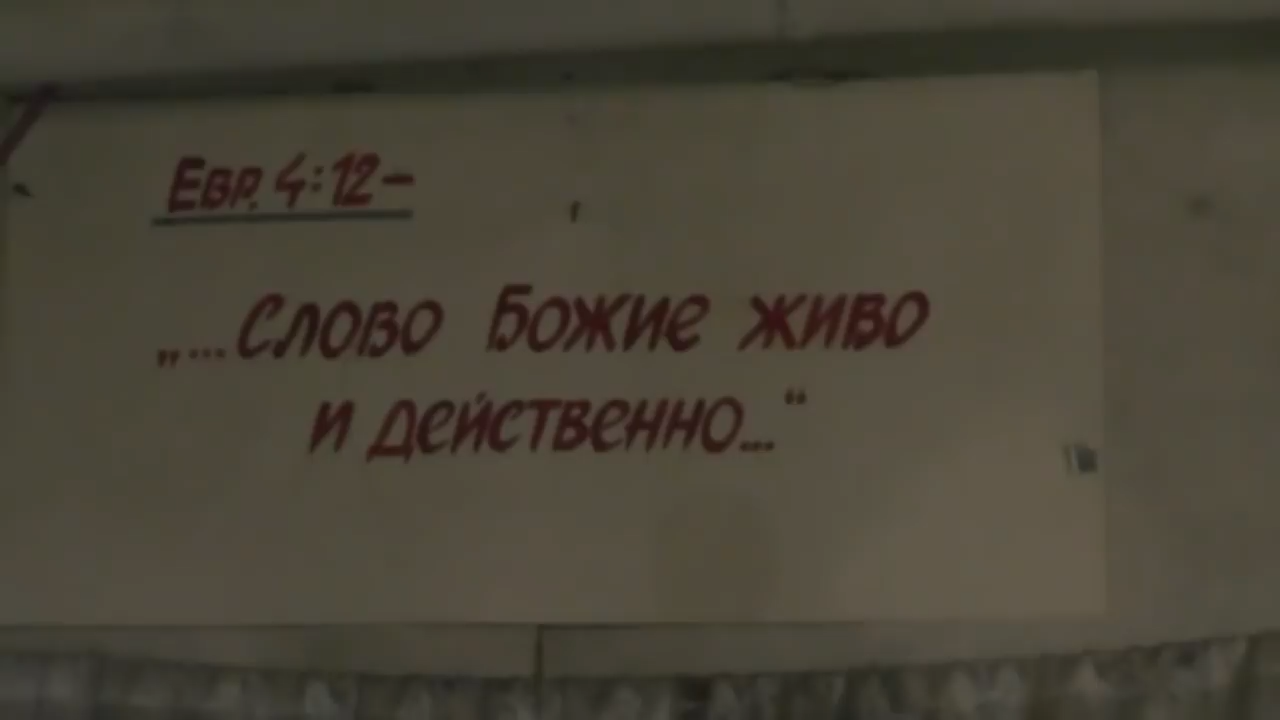 Евр. 4:12-
„...Слово Божие живо
и действенно...“